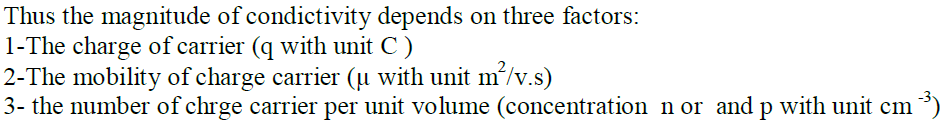 Thus the magnitude of condictivity depends on three factors:
1-The charge of carrier (q with unit C )
2-The mobility of charge carrier (μ with unit m²/v.s)
3- the number of chrge carrier per unit volume (concentration  n or  and p with unit cm ⁻³)